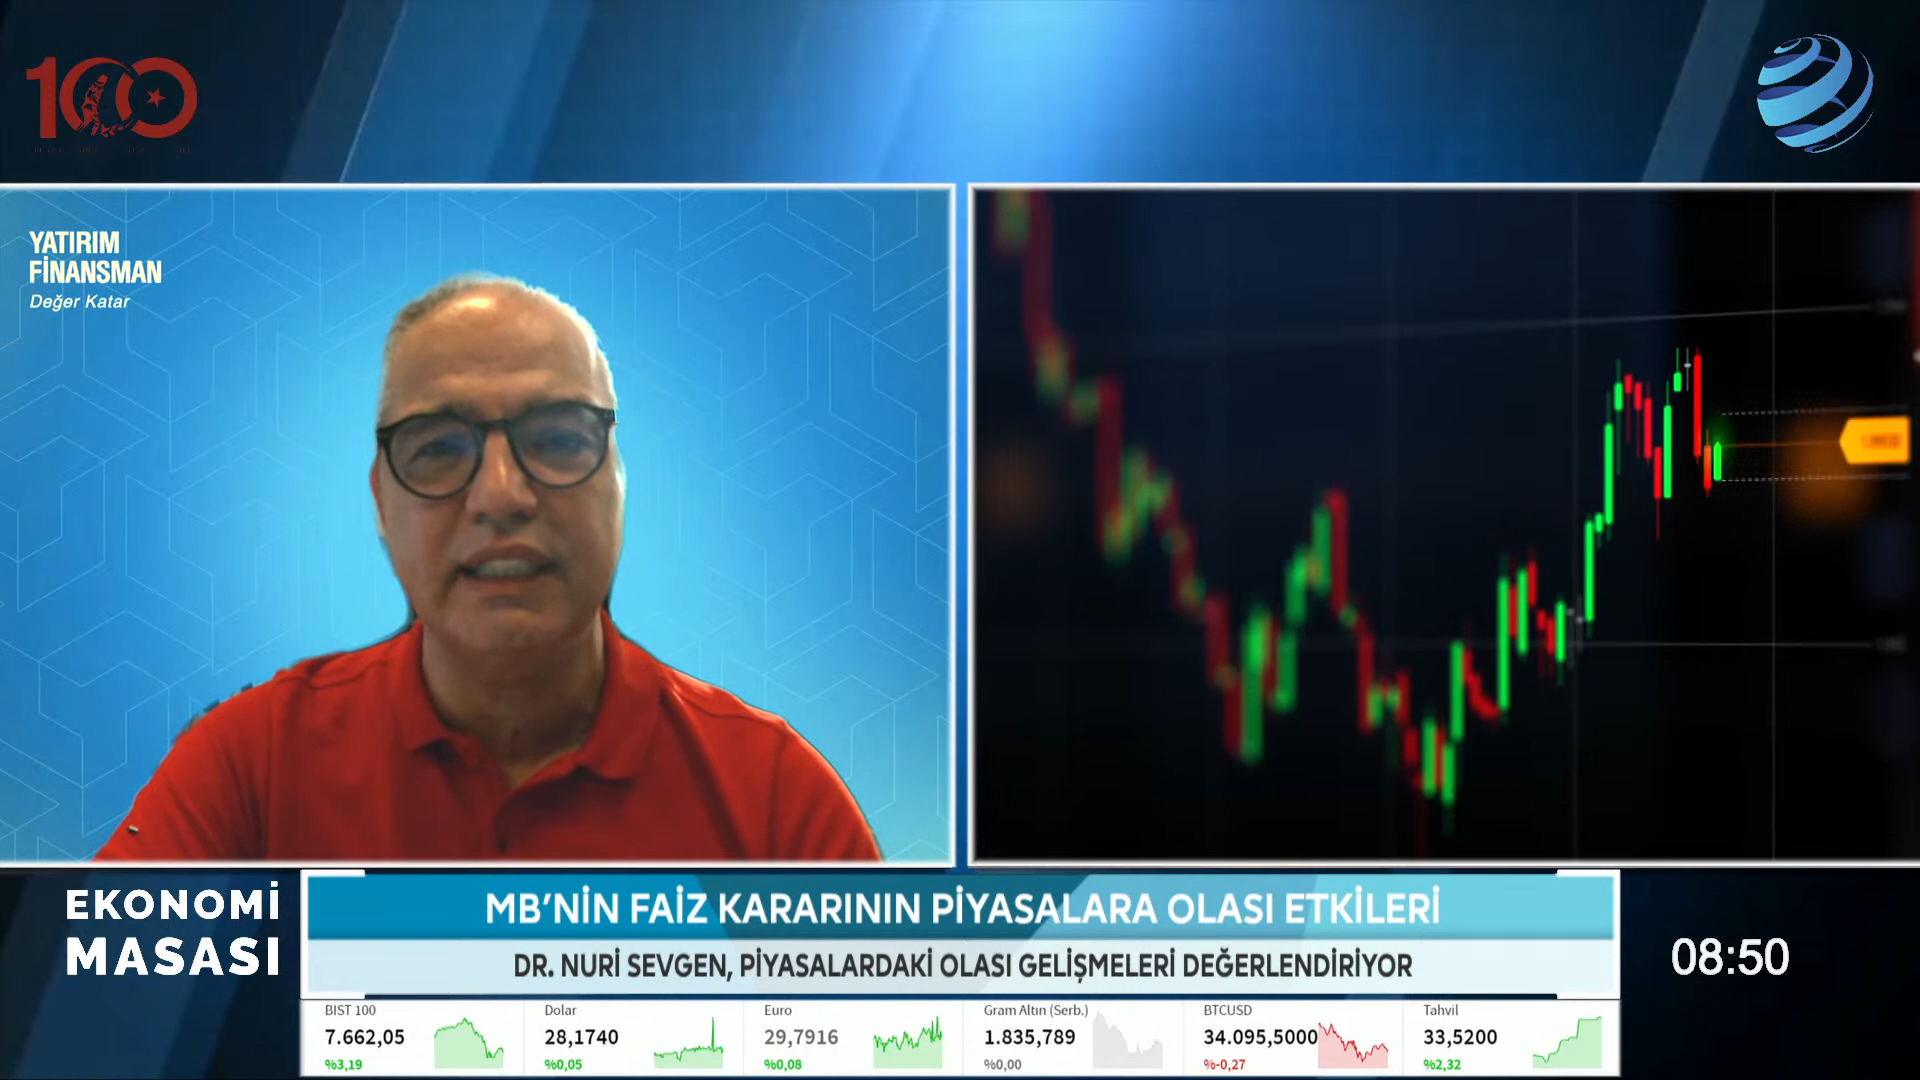 100
YATIRIM
FİNANSMAN
Değer Katar
EKONOMİ
MASASI
MB’NİN FAİZ KARARININ PİYASALARA OLASI ETKİLERİ
DR. NURİ SEVGEN, PİYASALARDAKİ OLASI GELİŞMELERİ DEĞERLENDİRİYOR
08:50
BIST 100
7.662,05
%3,19
Dolar
28,1740
%0,05
Euro
29,7916
%0,08
Gram Altın (Serb.)
1.835,789
%0,00
BTCUSD
34.095,5000
%-0,27
Tahvil
33,5200
%2,32